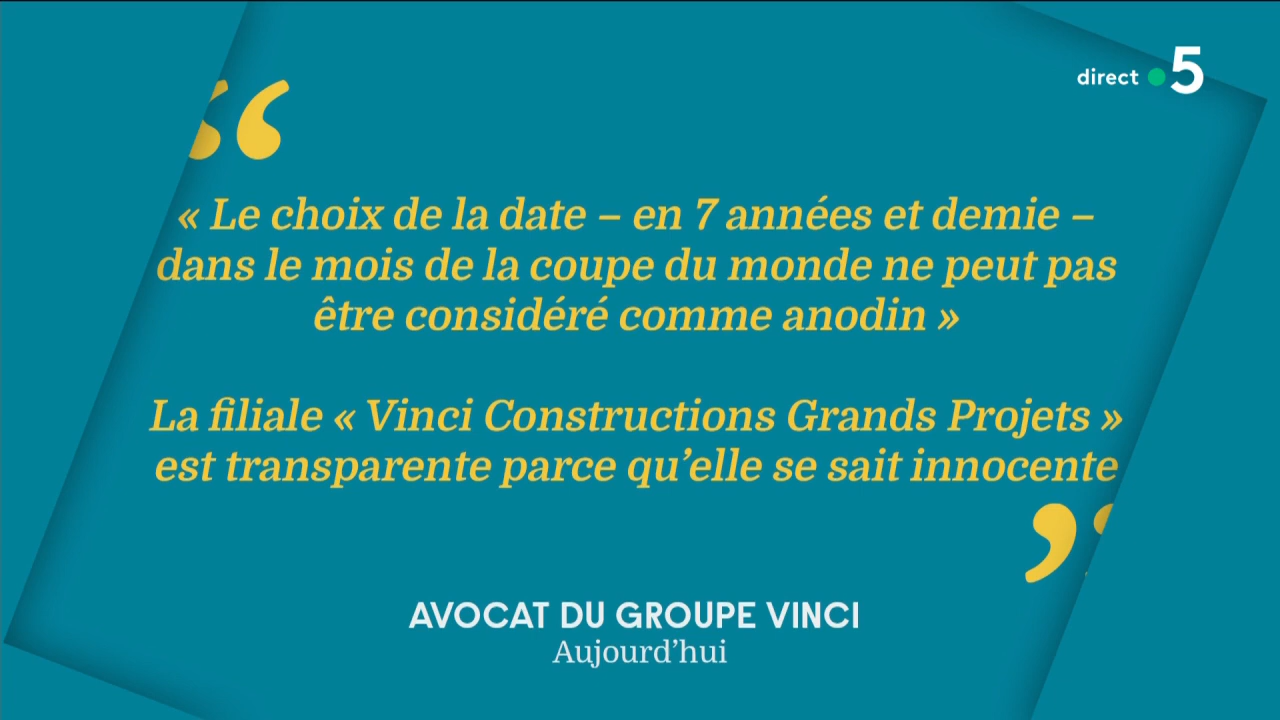 direct 5
“
« Le choix de la date – en 7 années et demie –
dans le mois de la coupe du monde ne peut pas
être considéré comme anodin »
La filiale « Vinci Constructions Grands Projets »
est transparente parce qu’elle se sait innocente
”
AVOCAT DU GROUPE VINCI
Aujourd’hui